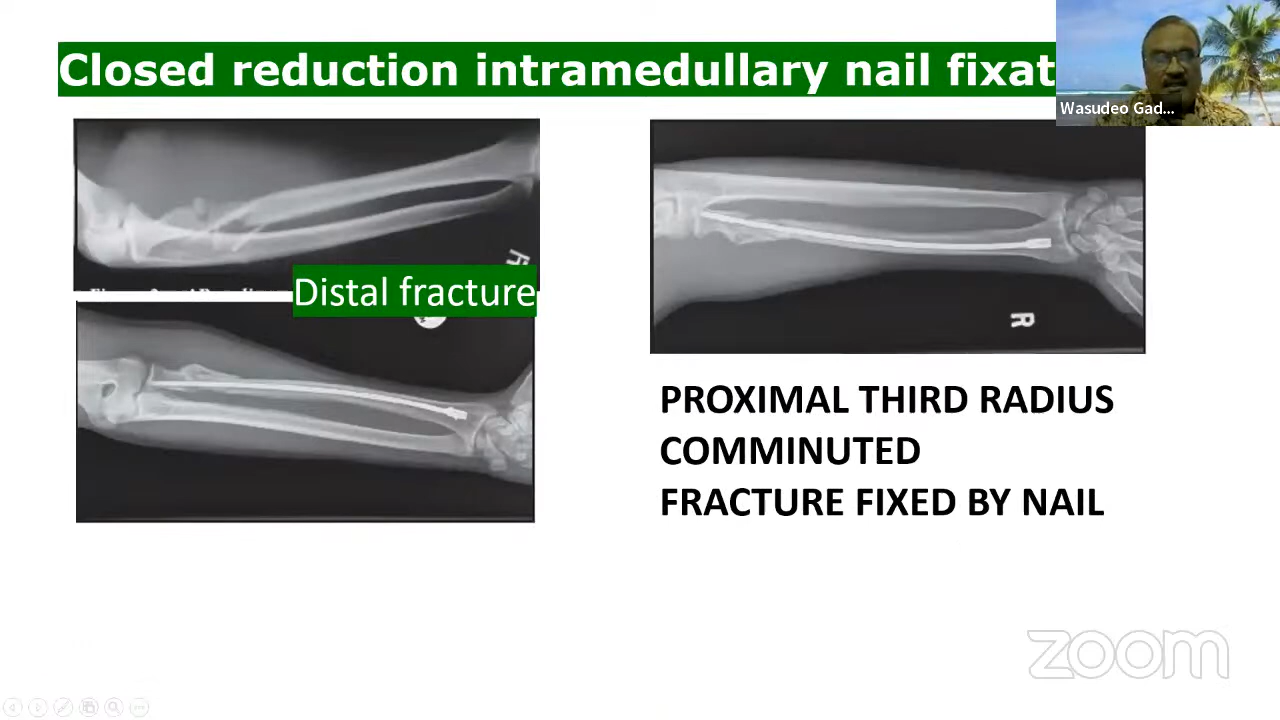 Closed reduction intramedullary nail fixat
Wasudeo Gad...
R
Distal fracture
R
PROXIMAL THIRD RADIUS
COMMINUTED
FRACTURE FIXED BY NAIL
zoom